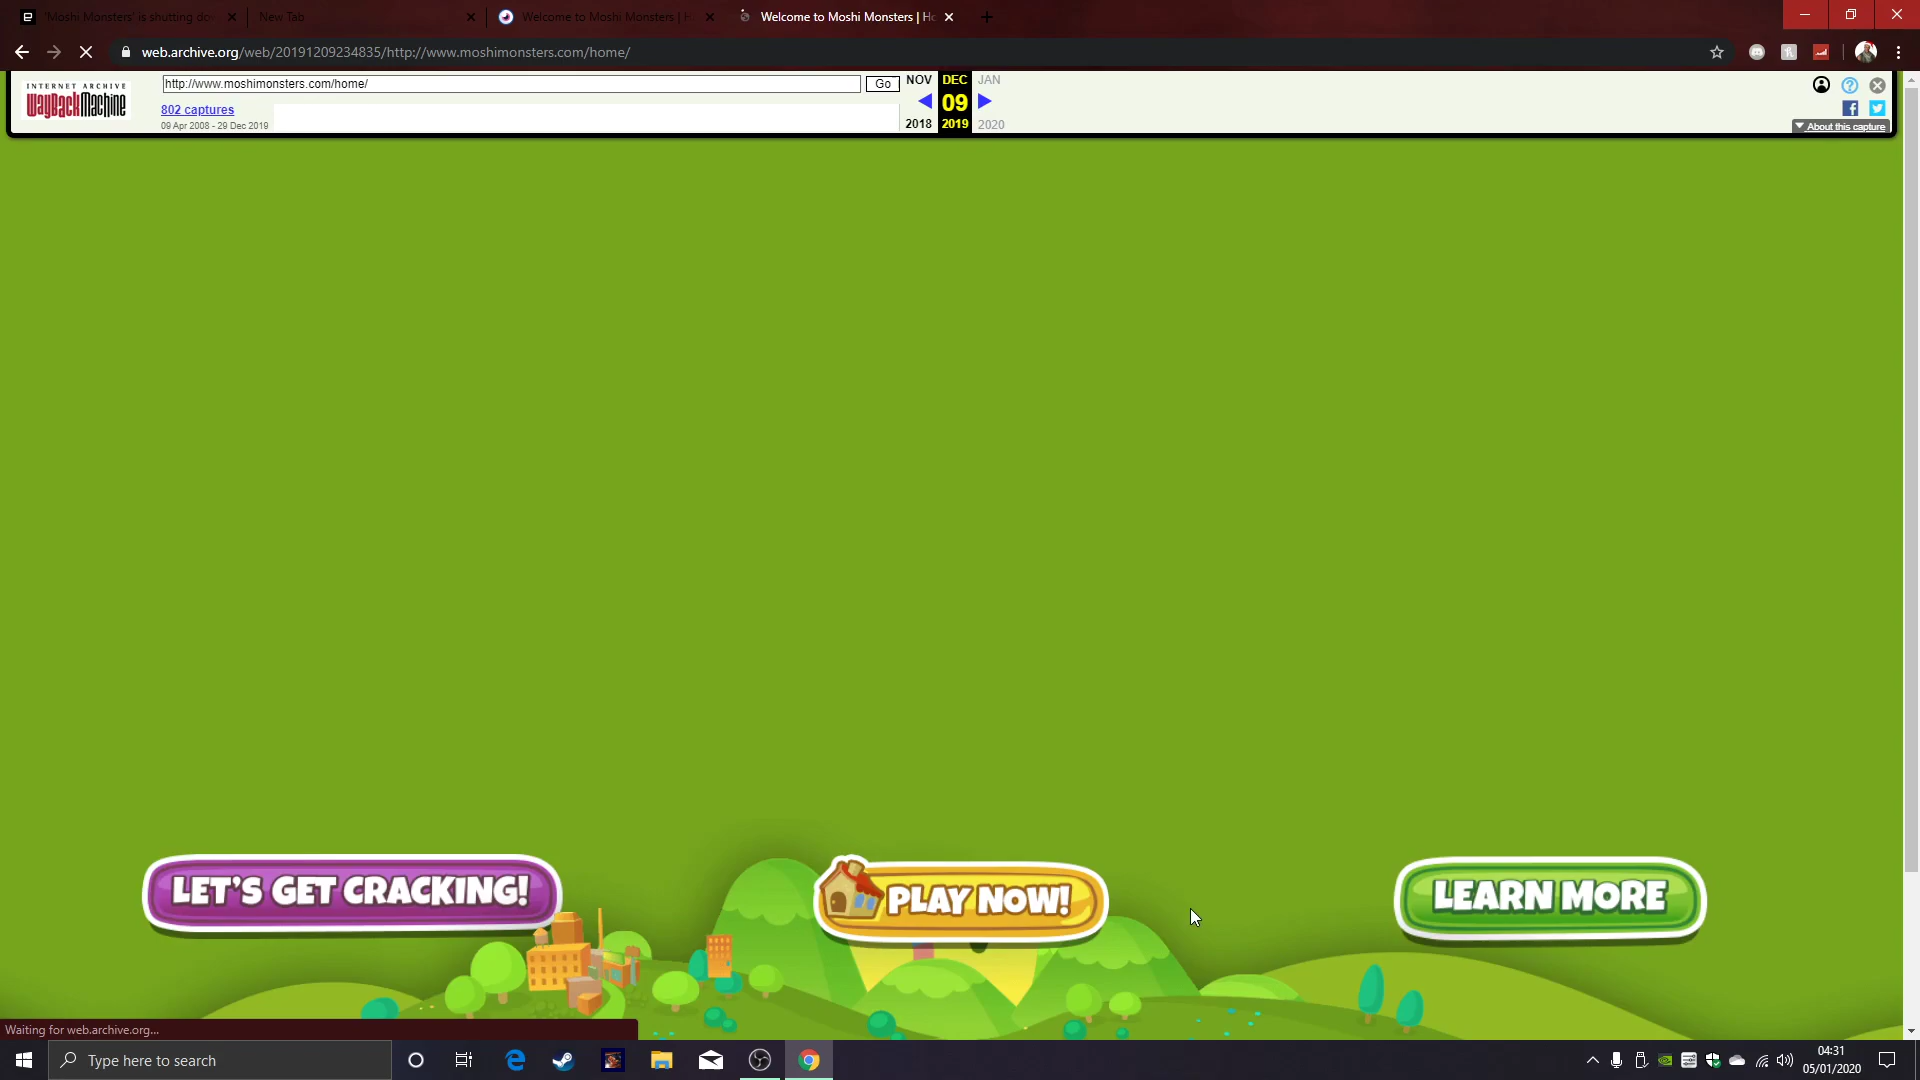 'Moshi Monsters' is shutting do
New Tab
Welcome to Moshi Monsters | H
Welcome to Moshi Monsters | Ho
web.archive.org/web/20191209234835/http://www.moshimonsters.com/home/
INTERNET ARCHIVE
WayBackMachine
http://www.moshimonsters.com/home/
Go
NOV
DEC
JAN
802 captures
09
09 Apr 2008 - 29 Dec 2019
2018
2019
2020
About this capture
LET'S GET CRACKING!
PLAY NOW!
LEARN MORE
Waiting for web.archive.org...
Type here to search
04:31
05/01/2020